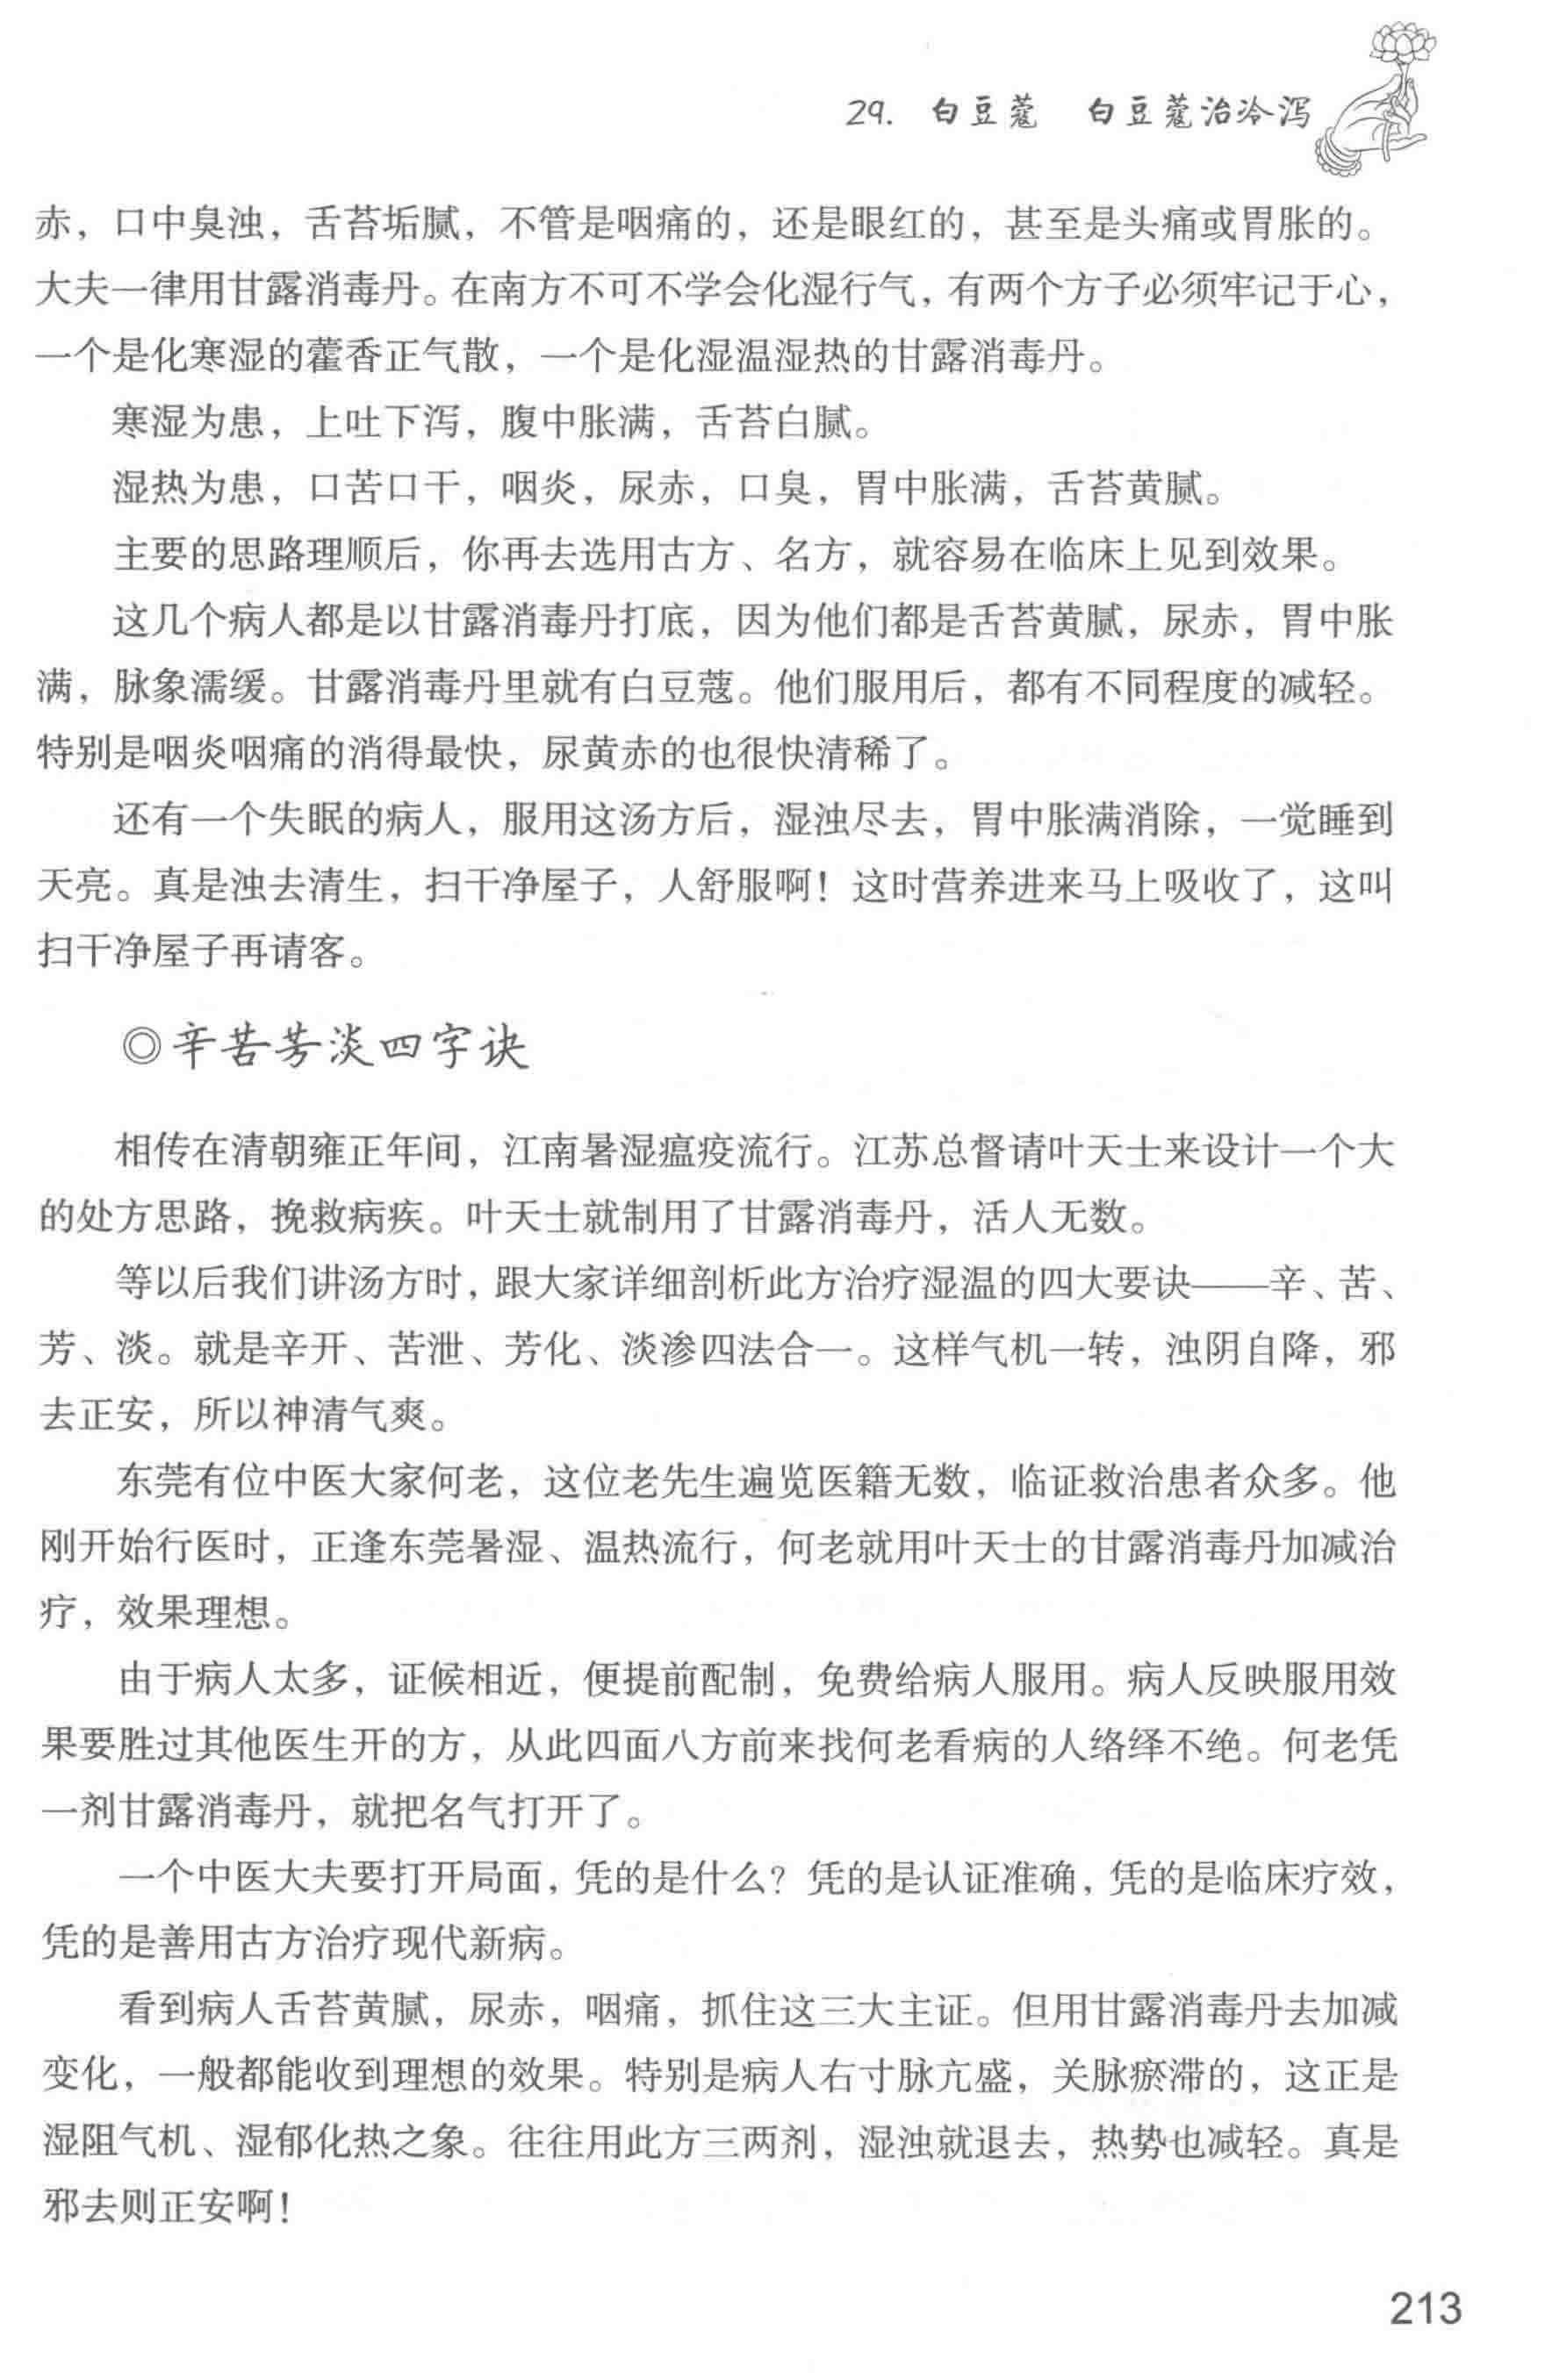 29. 白豆蔻 白豆蔻治冷泻
赤，口中臭浊，舌苔垢腻，不管是咽痛的，还是眼红的，甚至是头痛或胃胀的。
大夫一律用甘露消毒丹。在南方不可不学会化湿行气，有两个方子必须牢记于心，
一个是化寒湿的藿香正气散，一个是化湿温湿热的甘露消毒丹。
寒湿为患，上吐下泻，腹中胀满，舌苔白腻。
湿热为患，口苦口干，咽炎，尿赤，口臭，胃中胀满，舌苔黄腻。
主要的思路理顺后，你再去选用古方、名方，就容易在临床上见到效果。
这几个病人都是以甘露消毒丹打底，因为他们都是舌苔黄腻，尿赤，胃中胀
满，脉象濡缓。甘露消毒丹里就有白豆蔻。他们服用后，都有不同程度的减轻。
特别是咽炎咽痛的消得最快，尿黄赤的也很快清稀了。
还有一个失眠的病人，服用这汤方后，湿浊尽去，胃中胀满消除，一觉睡到
天亮。真是浊去清生，扫干净屋子，人舒服啊！这时营养进来马上吸收了，这叫
扫干净屋子再请客。
◎辛苦芳淡四字诀
相传在清朝雍正年间，江南暑湿瘟疫流行。江苏总督请叶天士来设计一个大
的处方思路，挽救病疾。叶天士就制用了甘露消毒丹，活人无数。
等以后我们讲汤方时，跟大家详细剖析此方治疗湿温的四大要诀——辛、苦、
芳、淡。就是辛开、苦泄、芳化、淡渗四法合一。这样气机一转，浊阴自降，邪
去正安，所以神清气爽。
东莞有位中医大家何老，这位老先生遍览医籍无数，临证救治患者众多。他
刚开始行医时，正逢东莞暑湿、温热流行，何老就用叶天士的甘露消毒丹加减治
疗，效果理想。
由于病人太多，证候相近，便提前配制，免费给病人服用。病人反映服用效
果要胜过其他医生开的方，从此四面八方前来找何老看病的人络绎不绝。何老凭
一剂甘露消毒丹，就把名气打开了。
一个中医大夫要打开局面，凭的是什么？凭的是认证准确，凭的是临床疗效，
凭的是善用古方治疗现代新病。
看到病人舌苔黄腻，尿赤，咽痛，抓住这三大主证。但用甘露消毒丹去加减
变化，一般都能收到理想的效果。特别是病人右寸脉亢盛，关脉瘀滞的，这正是
湿阻气机、湿郁化热之象。往往用此方三两剂，湿浊就退去，热势也减轻。真是
邪去则正安啊！
213